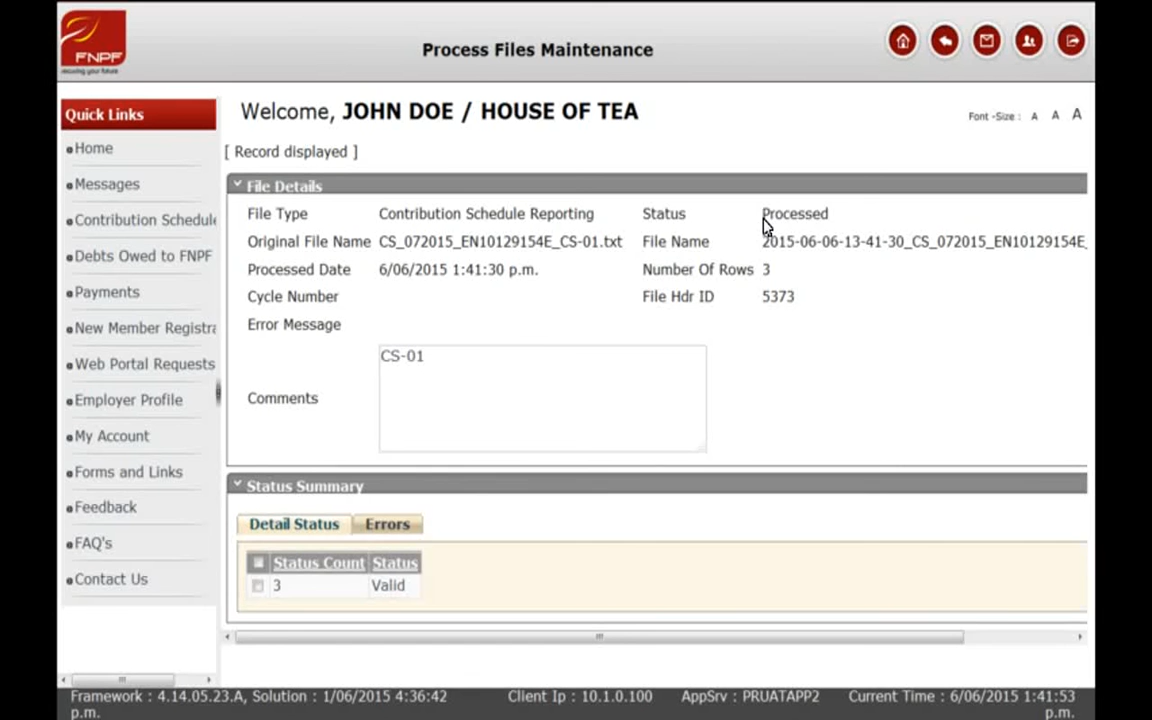 FNPF
Process Files Maintenance
Quick Links
Home
Messages
Contribution Schedule
Debts Owed to FNPF
Payments
New Member Registra
Web Portal Requests
Employer Profile
My Account
Forms and Links
Feedback
FAQ's
Contact Us
Welcome, JOHN DOE / HOUSE OF TEA
Font -Size : A A A
[ Record displayed ]
File Details
File Type Contribution Schedule Reporting Status Processed
Original File Name CS_072015_EN10129154E_CS-01.txt File Name 2015-06-06-13-41-30_CS_072015_EN10129154E_
Processed Date 6/06/2015 1:41:30 p.m. Number Of Rows 3
Cycle Number File Hdr ID 5373
Error Message
Comments CS-01
Status Summary
Detail Status Errors
Status Count Status
3 Valid
Framework : 4.14.05.23.A, Solution : 1/06/2015 4:36:42 p.m.
Client Ip : 10.1.0.100
AppSrv : PRUATAPP2
Current Time : 6/06/2015 1:41:53 p.m.